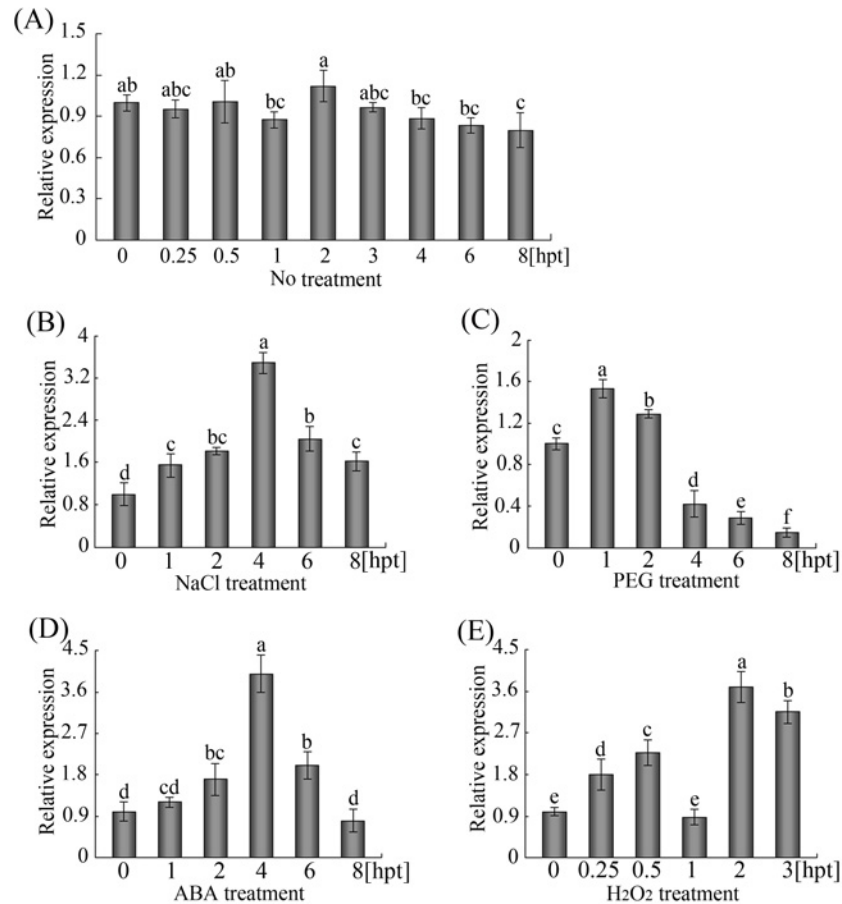 (A)
Relative expression
1.5
1.2
0.9
0.6
0.3
0
ab abc ab bc a abc bc bc c
0 0.25 0.5 1 2 3 4 6 8[hpt]
No treatment
(B)
Relative expression
4
3.2
2.4
1.6
0.8
0
d c bc a b c
0 1 2 4 6 8[hpt]
NaCl treatment
(C)
Relative expression
2
1.6
1.2
0.8
0.4
0
c a b d e f
0 1 2 4 6 8[hpt]
PEG treatment
(D)
Relative expression
4.5
3.6
2.7
1.8
0.9
0
d cd bc a b d
0 1 2 4 6 8[hpt]
ABA treatment
(E)
Relative expression
4.5
3.6
2.7
1.8
0.9
0
e d c e a b
0 0.25 0.5 1 2 3[hpt]
H2O2 treatment